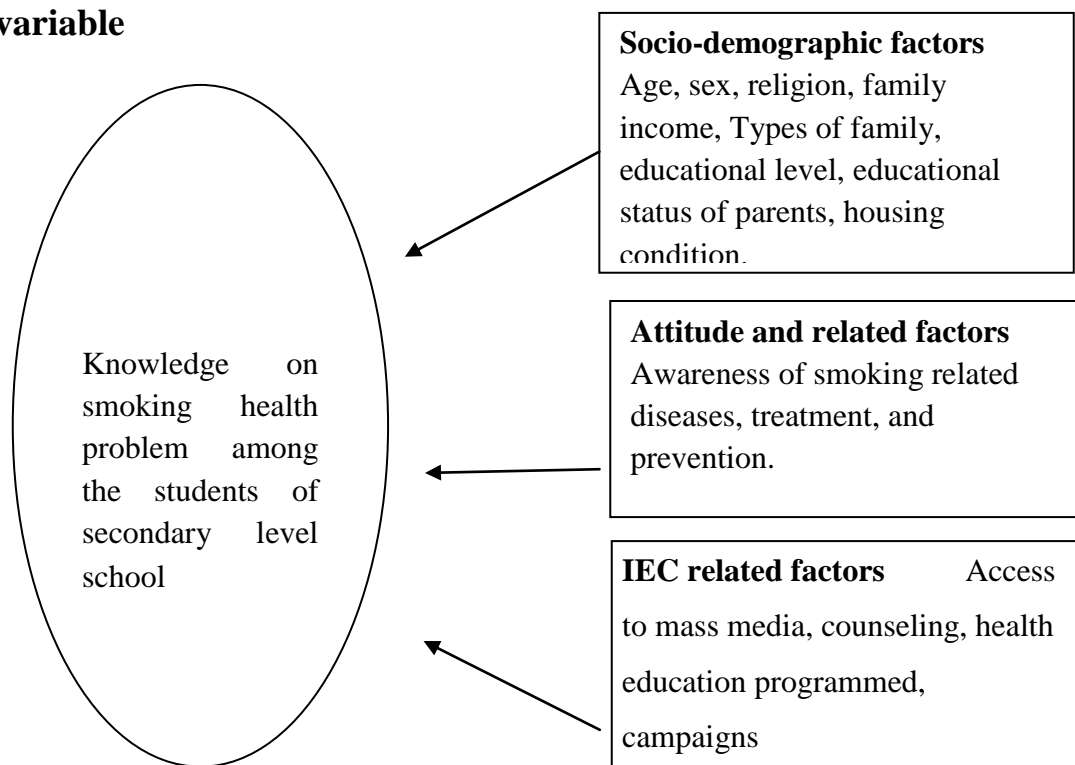 variable
Socio-demographic factors
Age, sex, religion, family
income, Types of family,
educational level, educational
status of parents, housing
condition.
Attitude and related factors
Awareness of smoking related
diseases, treatment, and
prevention.
Knowledge on
smoking health
problem among
the students of
secondary level
school
IEC related factors Access
to mass media, counseling, health
education programmed,
campaigns